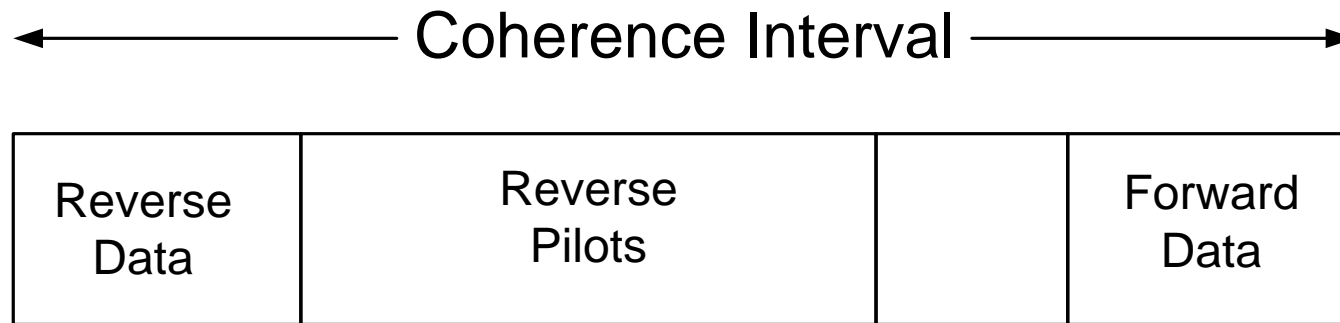 Coherence Interval
Reverse
Data
Reverse
Pilots
Forward
Data